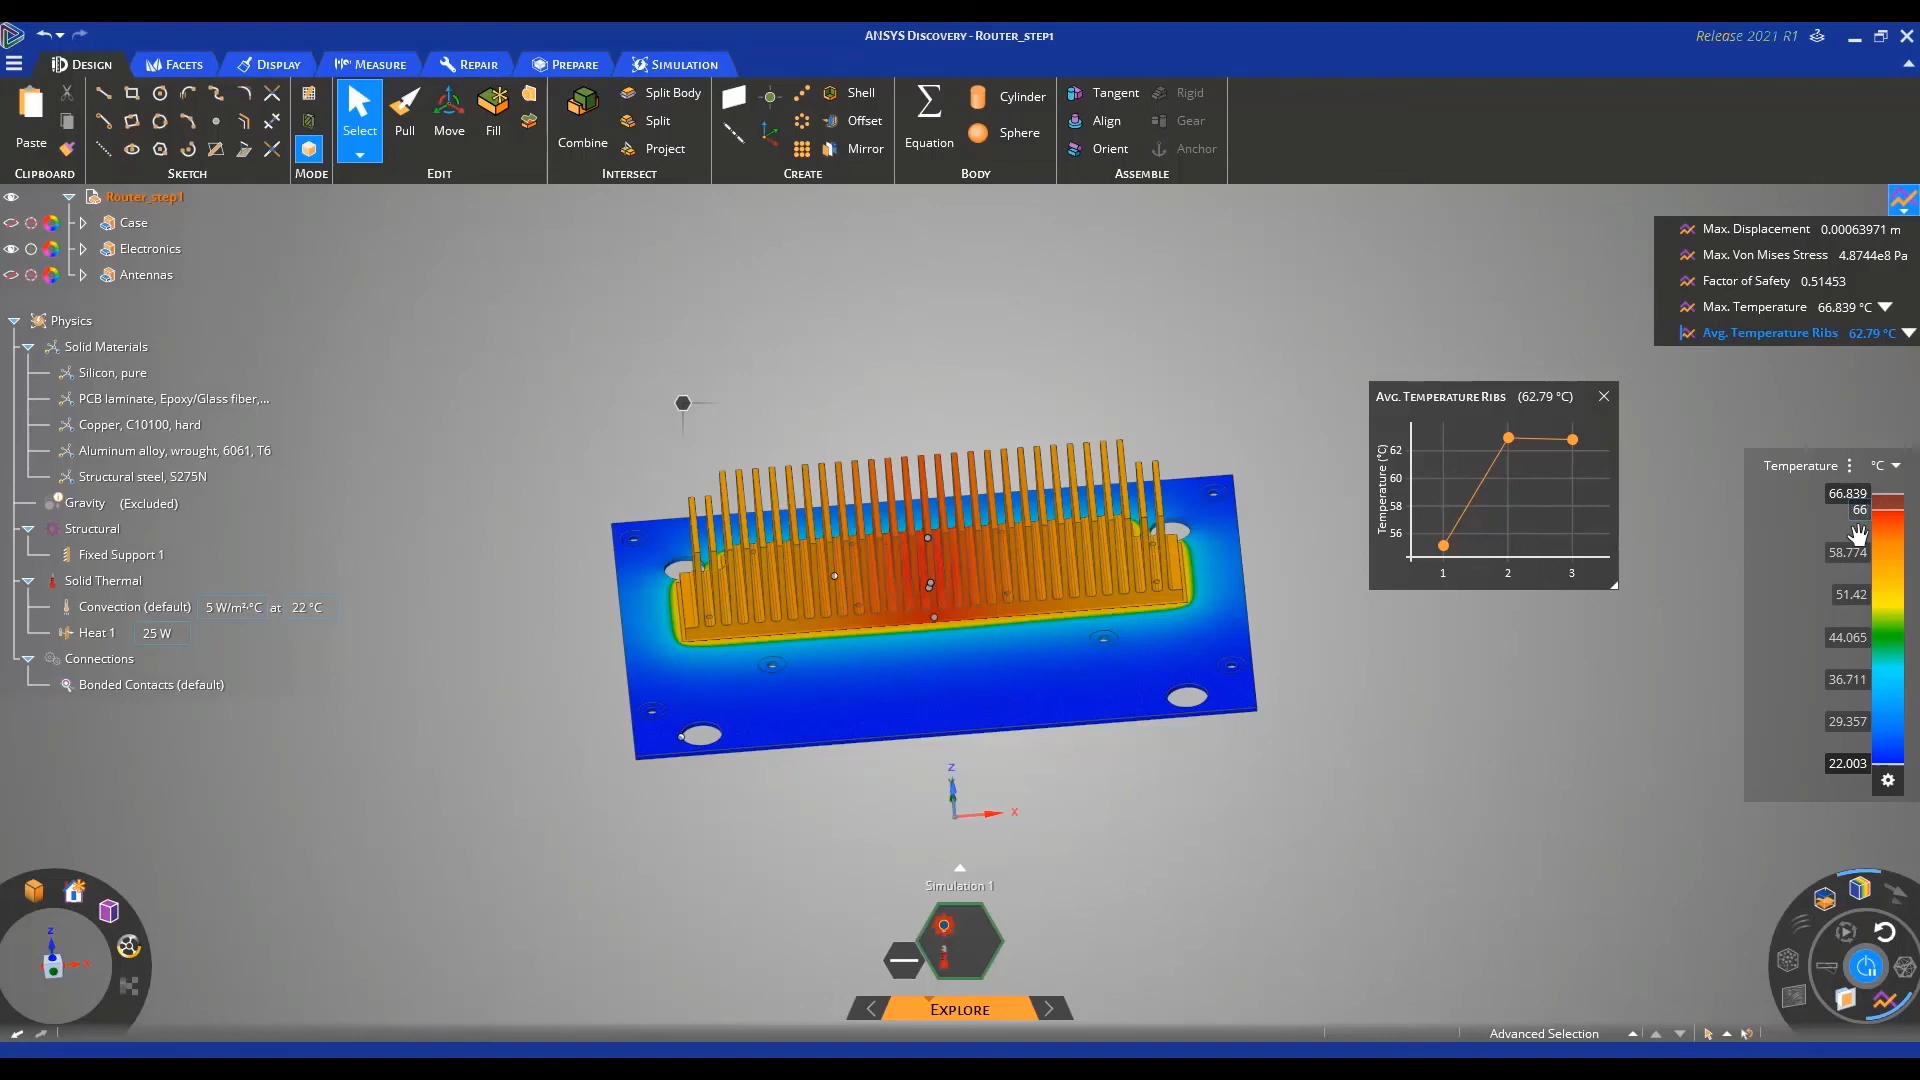 ANSYS Discovery - Router_step1
Release 2021 R1
Design
Facets
Display
Measure
Repair
Prepare
Simulation
Paste
Select
Pull
Move
Fill
Combine
Split Body
Split
Project
Shell
Offset
Mirror
Equation
Cylinder
Sphere
Tangent
Align
Orient
Rigid
Gear
Anchor
Clipboard
Sketch
Mode
Edit
Intersect
Create
Body
Assemble
Router_step1
Case
Electronics
Antennas
Physics
Solid Materials
Silicon, pure
PCB laminate, Epoxy/Glass fiber,...
Copper, C10100, hard
Aluminum alloy, wrought, 6061, T6
Structural steel, S275N
Gravity (Excluded)
Structural
Fixed Support 1
Solid Thermal
Convection (default) 5 W/m²·°C at 22 °C
Heat 1 25 W
Connections
Bonded Contacts (default)
Max. Displacement 0.00063971 m
Max. Von Mises Stress 4.8744e8 Pa
Factor of Safety 0.51453
Max. Temperature 66.839 °C
Avg. Temperature Ribs 62.79 °C
Avg. Temperature Ribs (62.79 °C)
Temperature (°C)
62
60
58
56
1 2 3
Temperature °C
66.839
66
58.774
51.42
44.065
36.711
29.357
22.003
Z
X
Simulation 1
Explore
Z
X
Advanced Selection